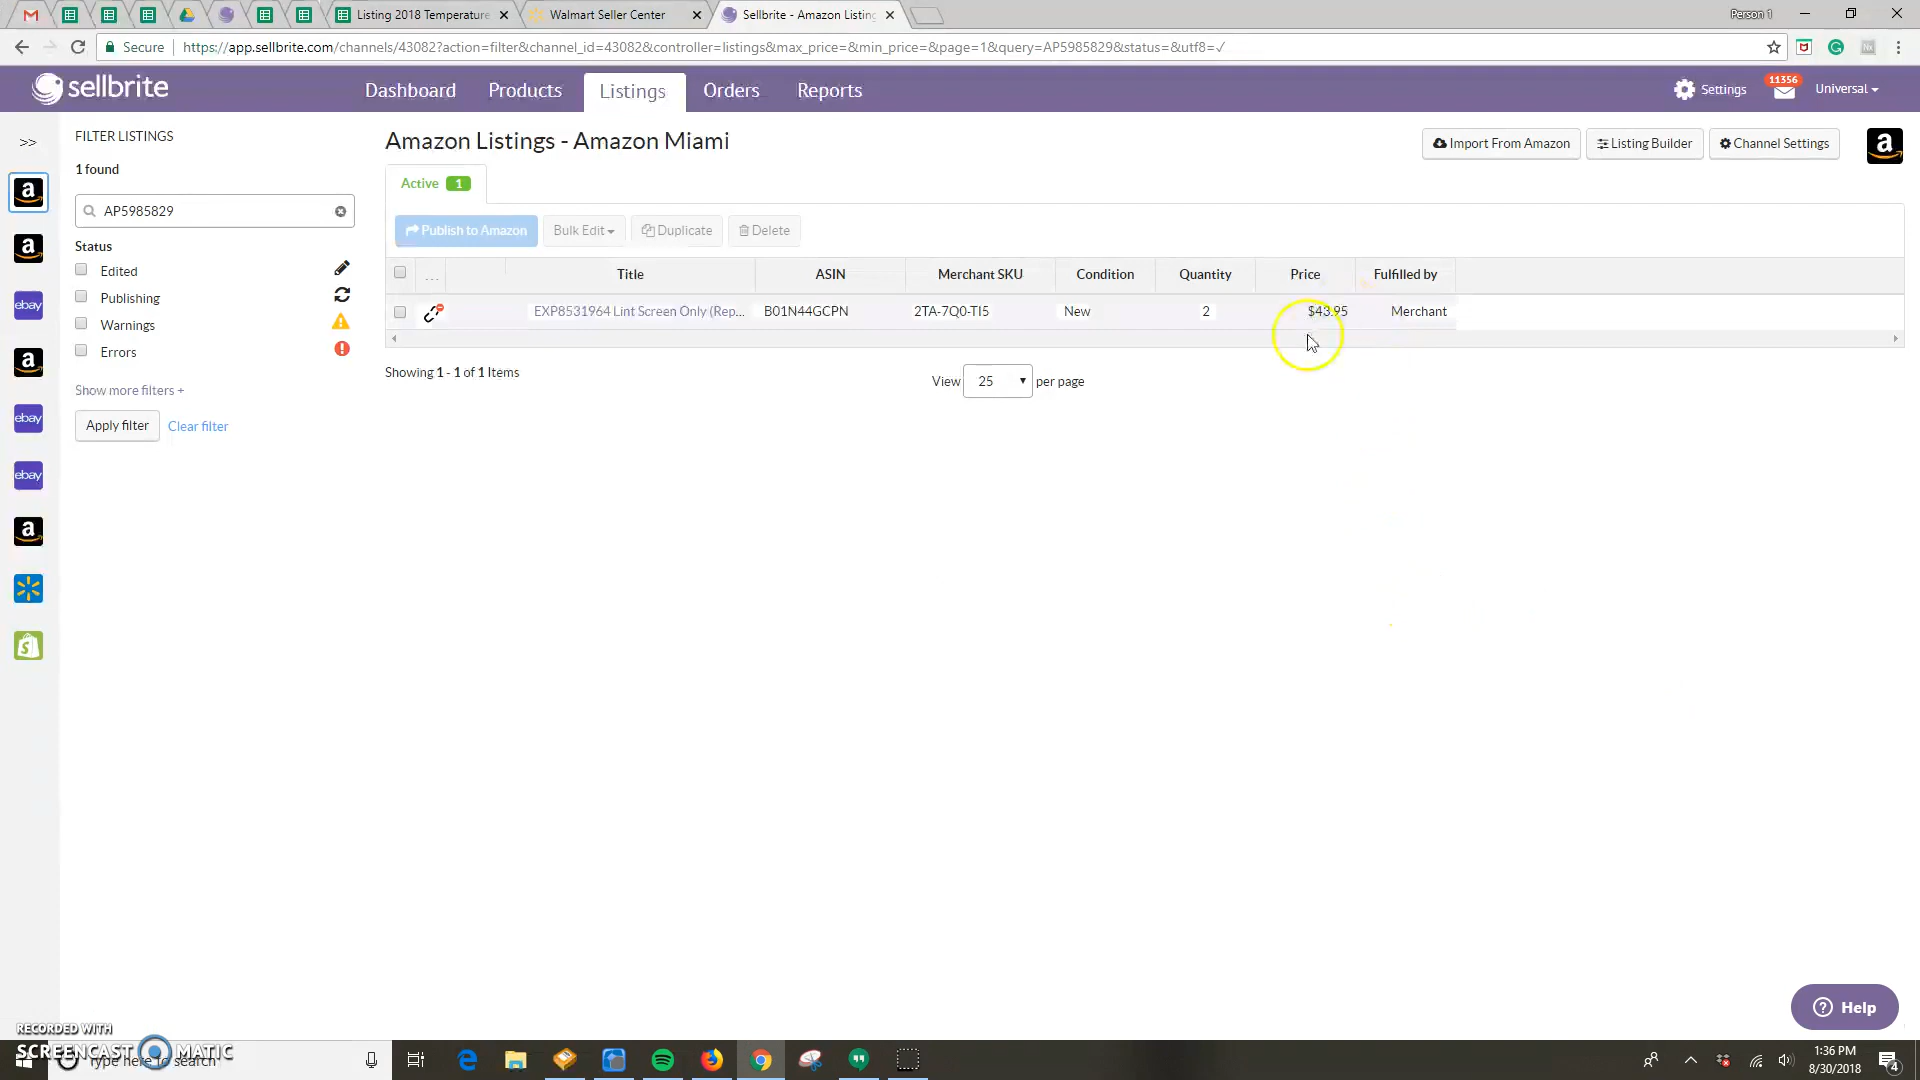 Listing 2018 Temperature
Walmart Seller Center
Sellbrite - Amazon Listing
Person 1
Secure
https://app.sellbrite.com/channels/43082?action=filter&channel_id=43082&controller=listings&max_price=&min_price=&page=1&query=AP5985829&status=&utf8=✓
sellbrite
Dashboard
Products
Listings
Orders
Reports
Settings
11356
Universal
>>
FILTER LISTINGS
1 found
AP5985829
Status
Edited
Publishing
Warnings
Errors
Show more filters +
Apply filter
Clear filter
ebay
ebay
ebay
Amazon Listings - Amazon Miami
Import From Amazon
Listing Builder
Channel Settings
Active 1
Publish to Amazon
Bulk Edit
Duplicate
Delete
... Title ASIN Merchant SKU Condition Quantity Price Fulfilled by
EXP8531964 Lint Screen Only (Rep... B01N44GCPN 2TA-7Q0-TI5 New 2 $43.95 Merchant
Showing 1 - 1 of 1 Items
View 25 per page
Help
RECORDED WITH
SCREENCAST MATIC
Type here to search
1:36 PM
8/30/2018
4